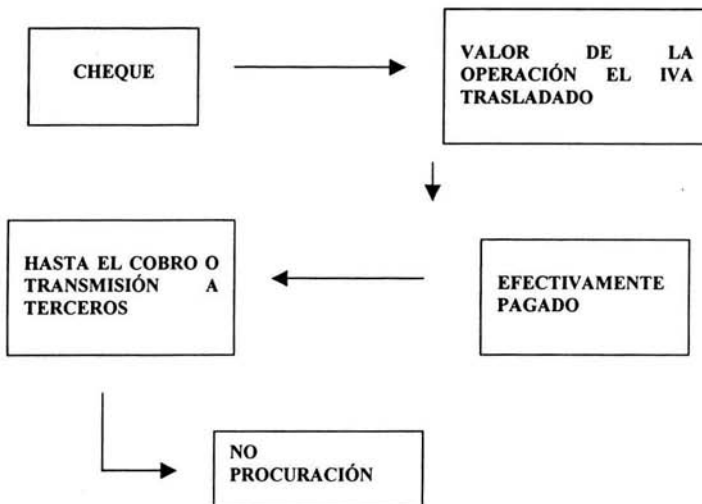 CHEQUE
VALOR DE LA
OPERACIÓN EL IVA
TRASLADADO
HASTA EL COBRO O
TRANSMISIÓN A
TERCEROS
EFECTIVAMENTE
PAGADO
NO
PROCURACIÓN